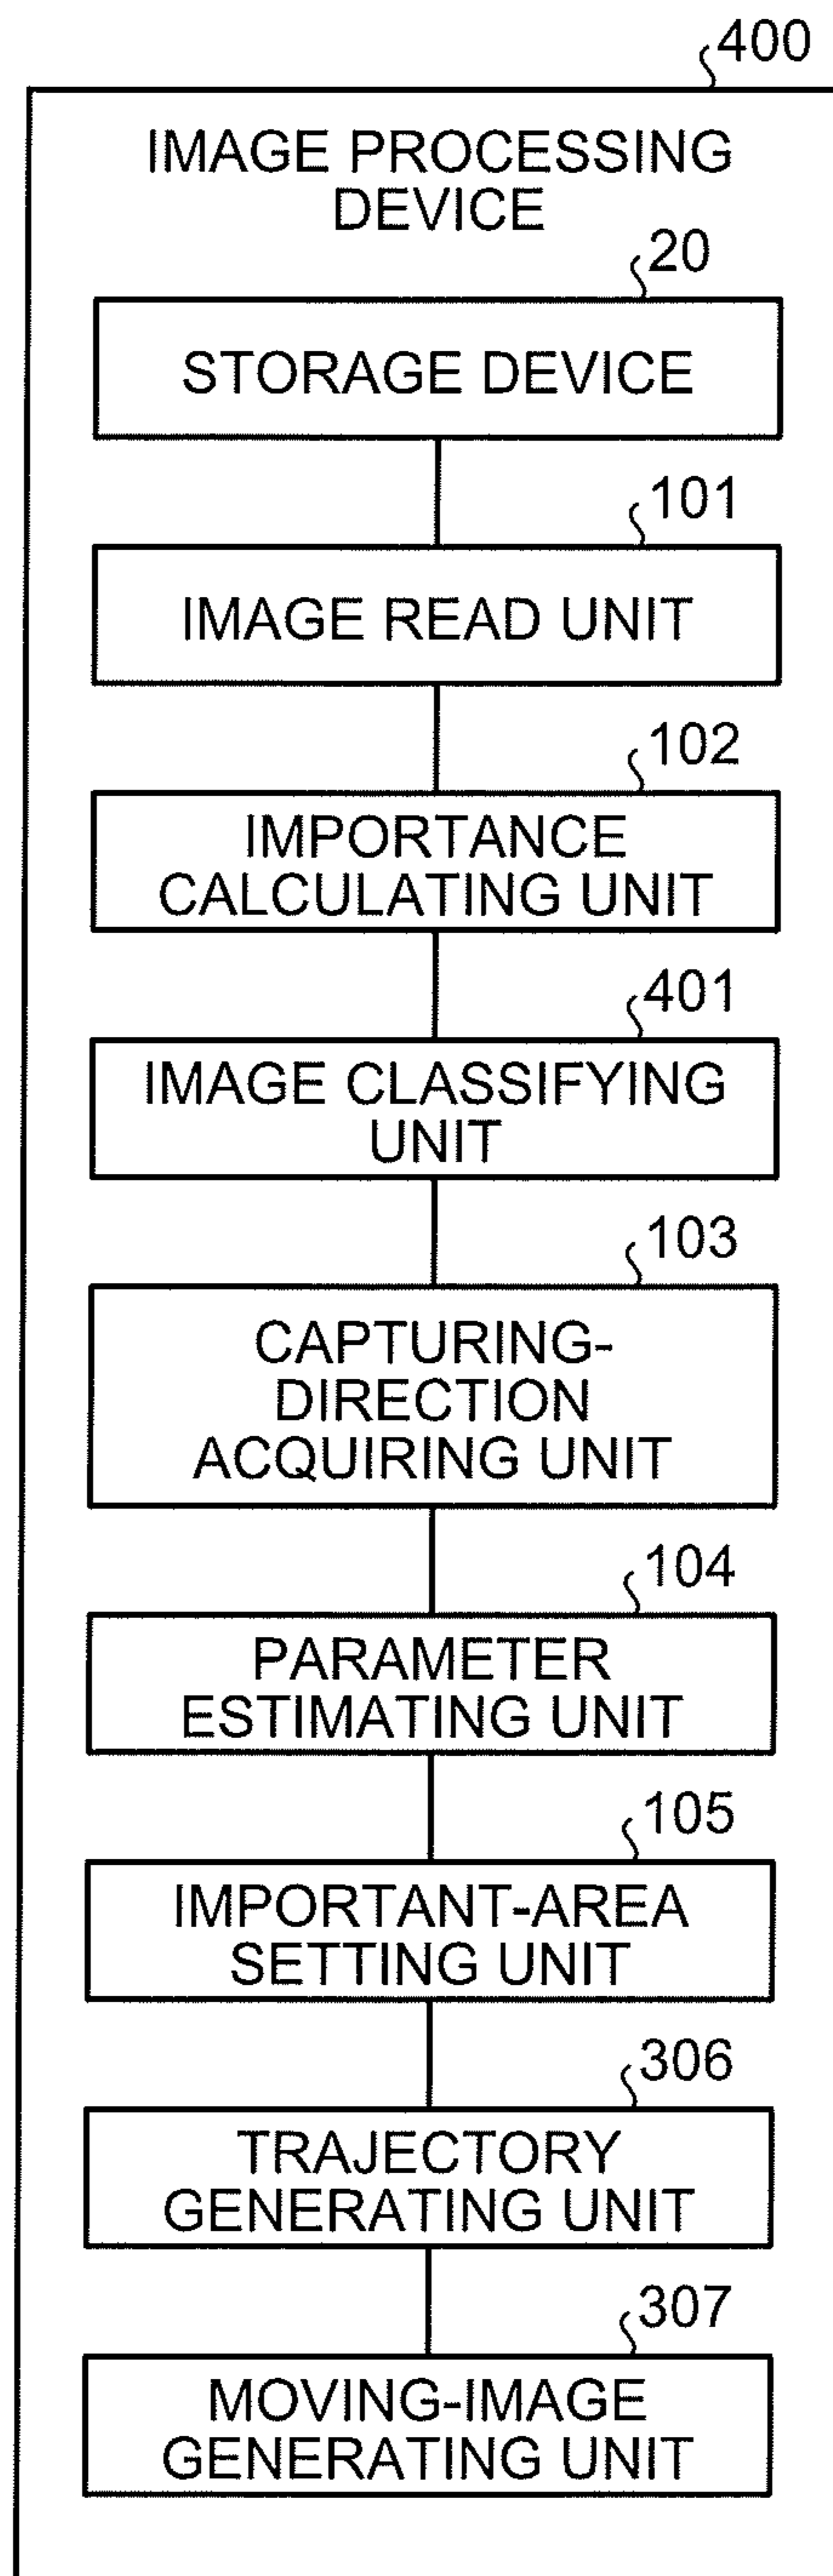 400
IMAGE PROCESSING
DEVICE
20
STORAGE DEVICE
101
IMAGE READ UNIT
102
IMPORTANCE
CALCULATING UNIT
401
IMAGE CLASSIFYING
UNIT
103
CAPTURING-
DIRECTION
ACQUIRING UNIT
104
PARAMETER
ESTIMATING UNIT
105
IMPORTANT-AREA
SETTING UNIT
306
TRAJECTORY
GENERATING UNIT
307
MOVING-IMAGE
GENERATING UNIT